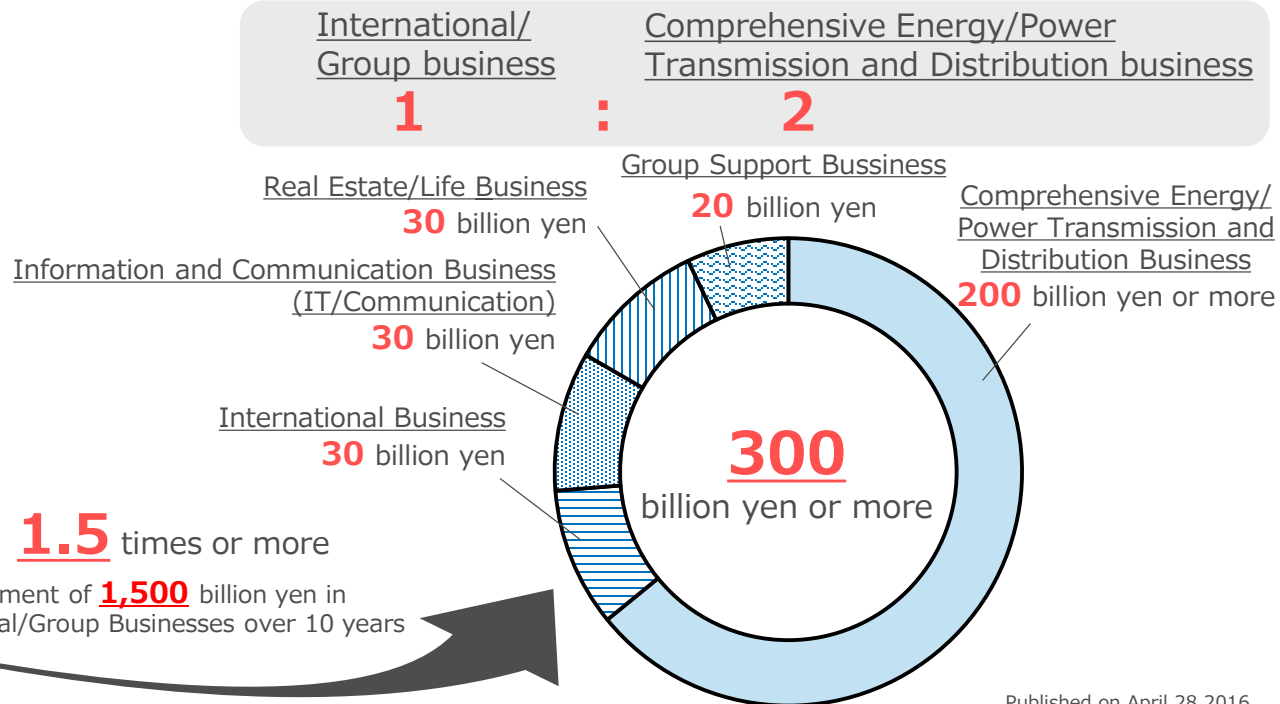 International/
Group business
Comprehensive Energy/Power
Transmission and Distribution business
1 : 2
Group Support Bussiness
20 billion yen
Real Estate/Life Business
30 billion yen
Comprehensive Energy/
Power Transmission and
Distribution Business
200 billion yen or more
Information and Communication Business
(IT/Communication)
30 billion yen
International Business
30 billion yen
300
billion yen or more
1.5 times or more
ment of 1,500 billion yen in
al/Group Businesses over 10 years
Published on April 28 2016